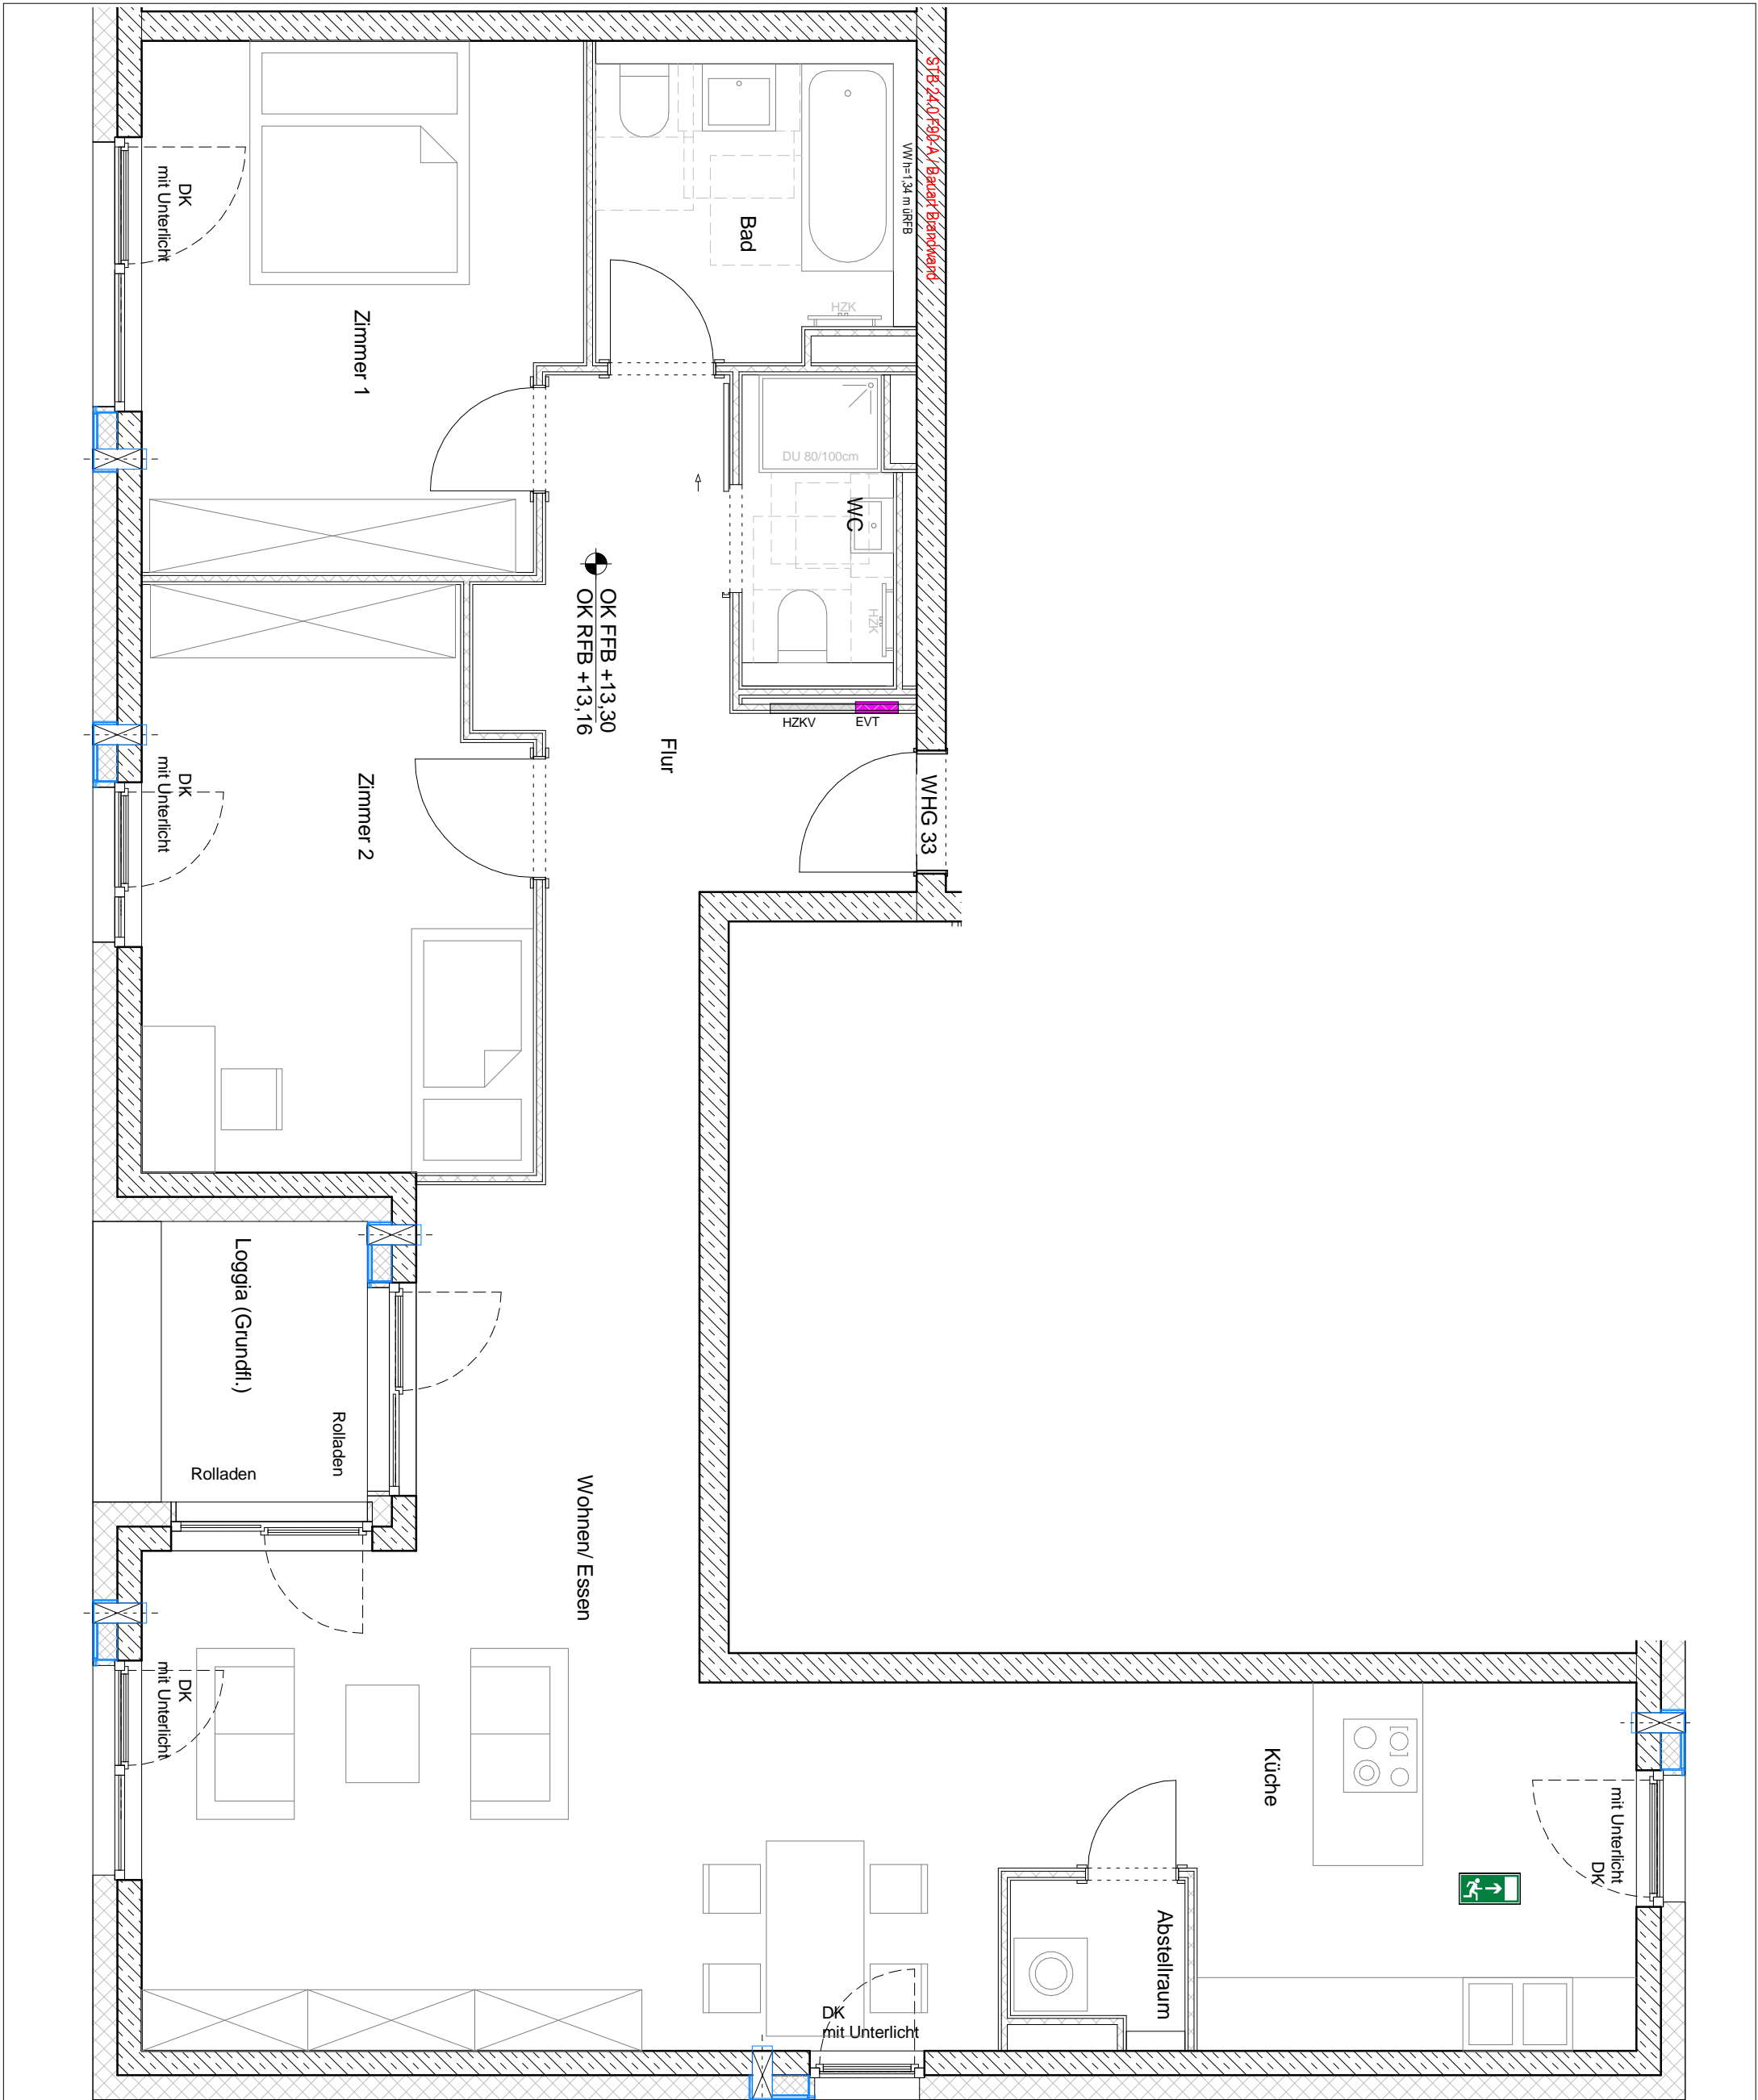 STB 24.0 F90-A / Bauart Brandwand
VW h=1,34 m üRFB
Bad
HZK
DK
mit Unterlicht
Zimmer 1
DU 80/100cm
WC
HZK
OK FFB +13,30
OK RFB +13,16
HZKV
EVT
Flur
WHG 33
DK
mit Unterlicht
Zimmer 2
Loggia (Grundfl.)
Rolladen
Rolladen
Wohnen/ Essen
DK
mit Unterlicht
Küche
mit Unterlicht
DK
Abstellraum
DK
mit Unterlicht